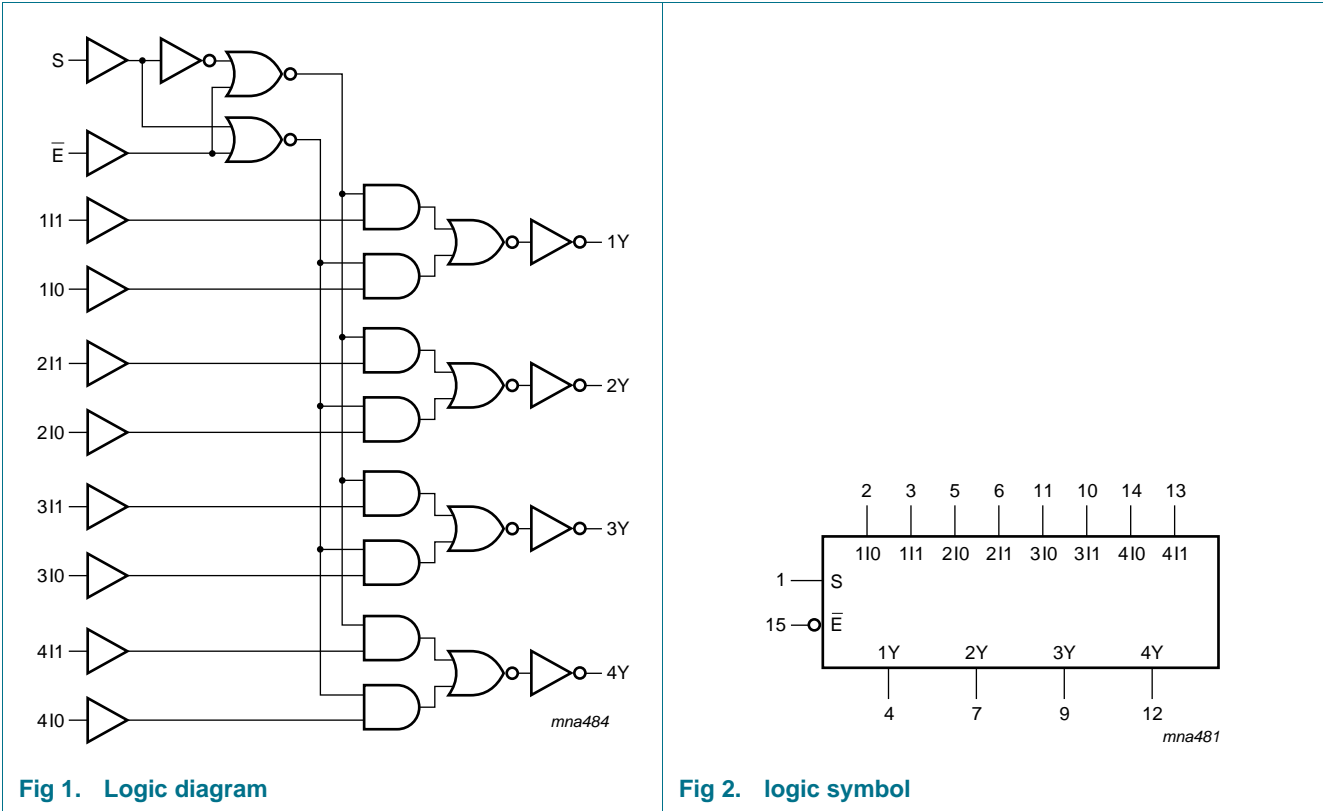 S
E̅
1I1
1I0
1Y
2I1
2I0
2Y
3I1
3I0
3Y
4I1
4I0
4Y
mna484
Fig 1. Logic diagram
2 3 5 6 11 10 14 13
1I0 1I1 2I0 2I1 3I0 3I1 4I0 4I1
1 S
15 E̅
1Y 2Y 3Y 4Y
4 7 9 12
mna481
Fig 2. logic symbol